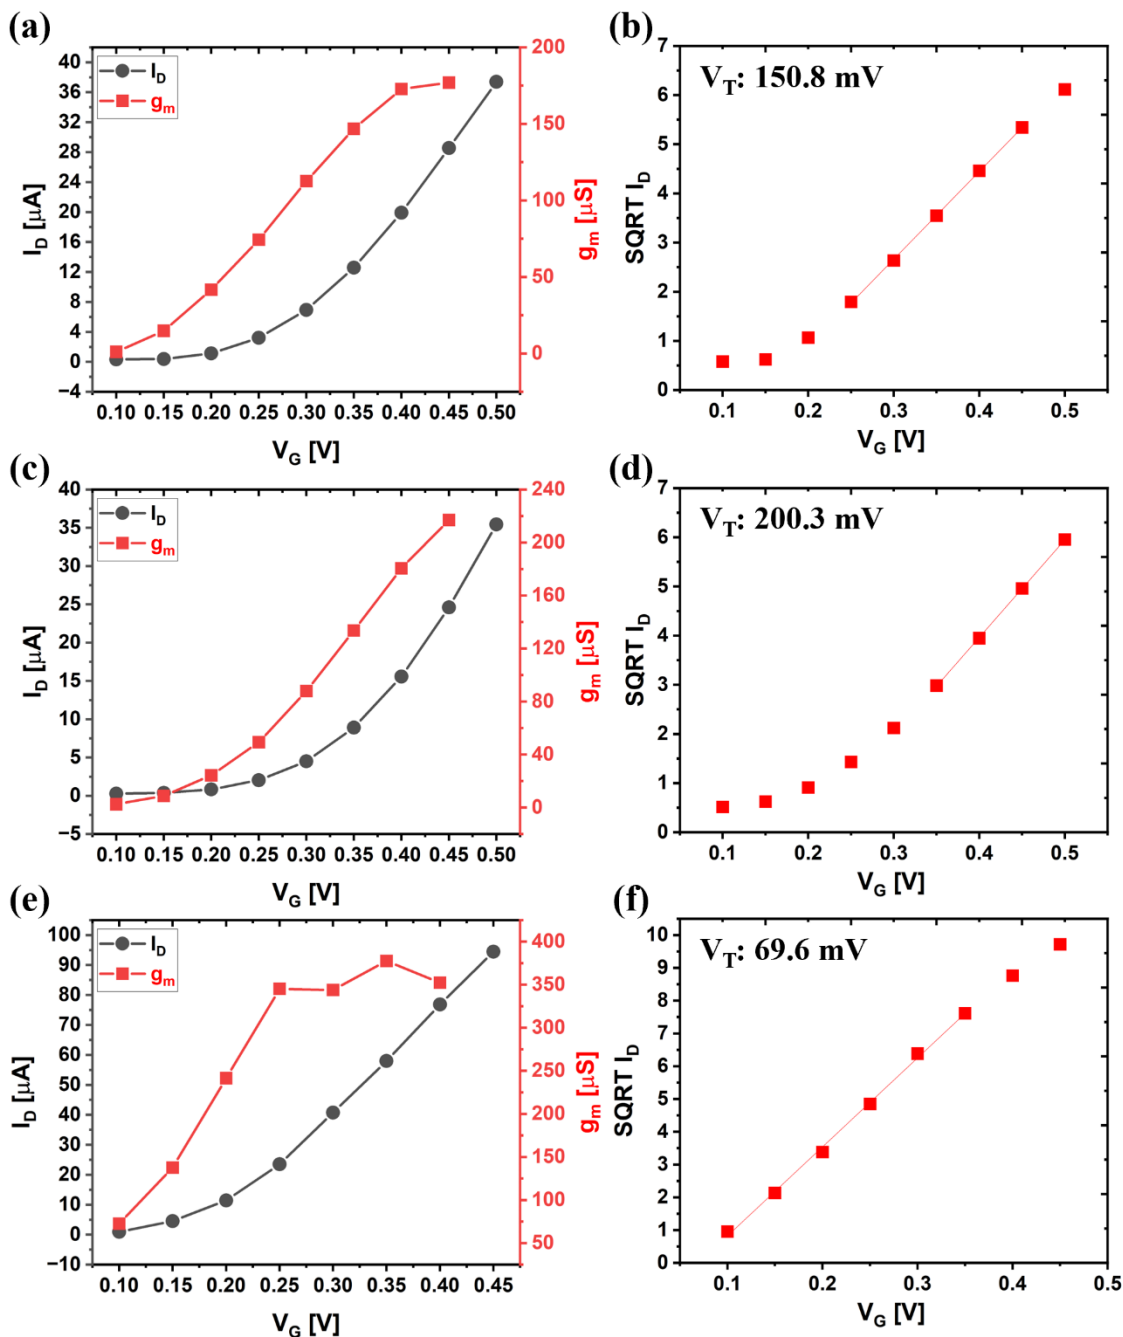 (a)
I_D
g_m
I_D [μA]
40
36
32
28
24
20
16
12
8
4
0
−4
200
150
100
50
0
g_m [μS]
0.10 0.15 0.20 0.25 0.30 0.35 0.40 0.45 0.50
V_G [V]
(b)
V_T: 150.8 mV
SQRT I_D
7
6
5
4
3
2
1
0
0.1 0.2 0.3 0.4 0.5
V_G [V]
(c)
I_D
g_m
I_D [μA]
40
35
30
25
20
15
10
5
0
−5
240
200
160
120
80
40
0
g_m [μS]
0.10 0.15 0.20 0.25 0.30 0.35 0.40 0.45 0.50
V_G [V]
(d)
V_T: 200.3 mV
SQRT I_D
7
6
5
4
3
2
1
0
0.1 0.2 0.3 0.4 0.5
V_G [V]
(e)
I_D
g_m
I_D [μA]
100
90
80
70
60
50
40
30
20
10
0
−10
400
350
300
250
200
150
100
50
g_m [μS]
0.10 0.15 0.20 0.25 0.30 0.35 0.40 0.45
V_G [V]
(f)
V_T: 69.6 mV
SQRT I_D
10
9
8
7
6
5
4
3
2
1
0
0.1 0.2 0.3 0.4 0.5
V_G [V]